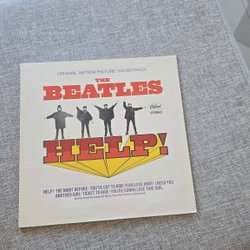 ORIGINAL MOTION PICTURE SOUNDTRACK
THE
BEATLES
Capitol
STEREO
HELP!
HELP! · THE NIGHT BEFORE · YOU'VE GOT TO HIDE YOUR LOVE AWAY · I NEED YOU
ANOTHER GIRL · TICKET TO RIDE · YOU'RE GONNA LOSE THAT GIRL